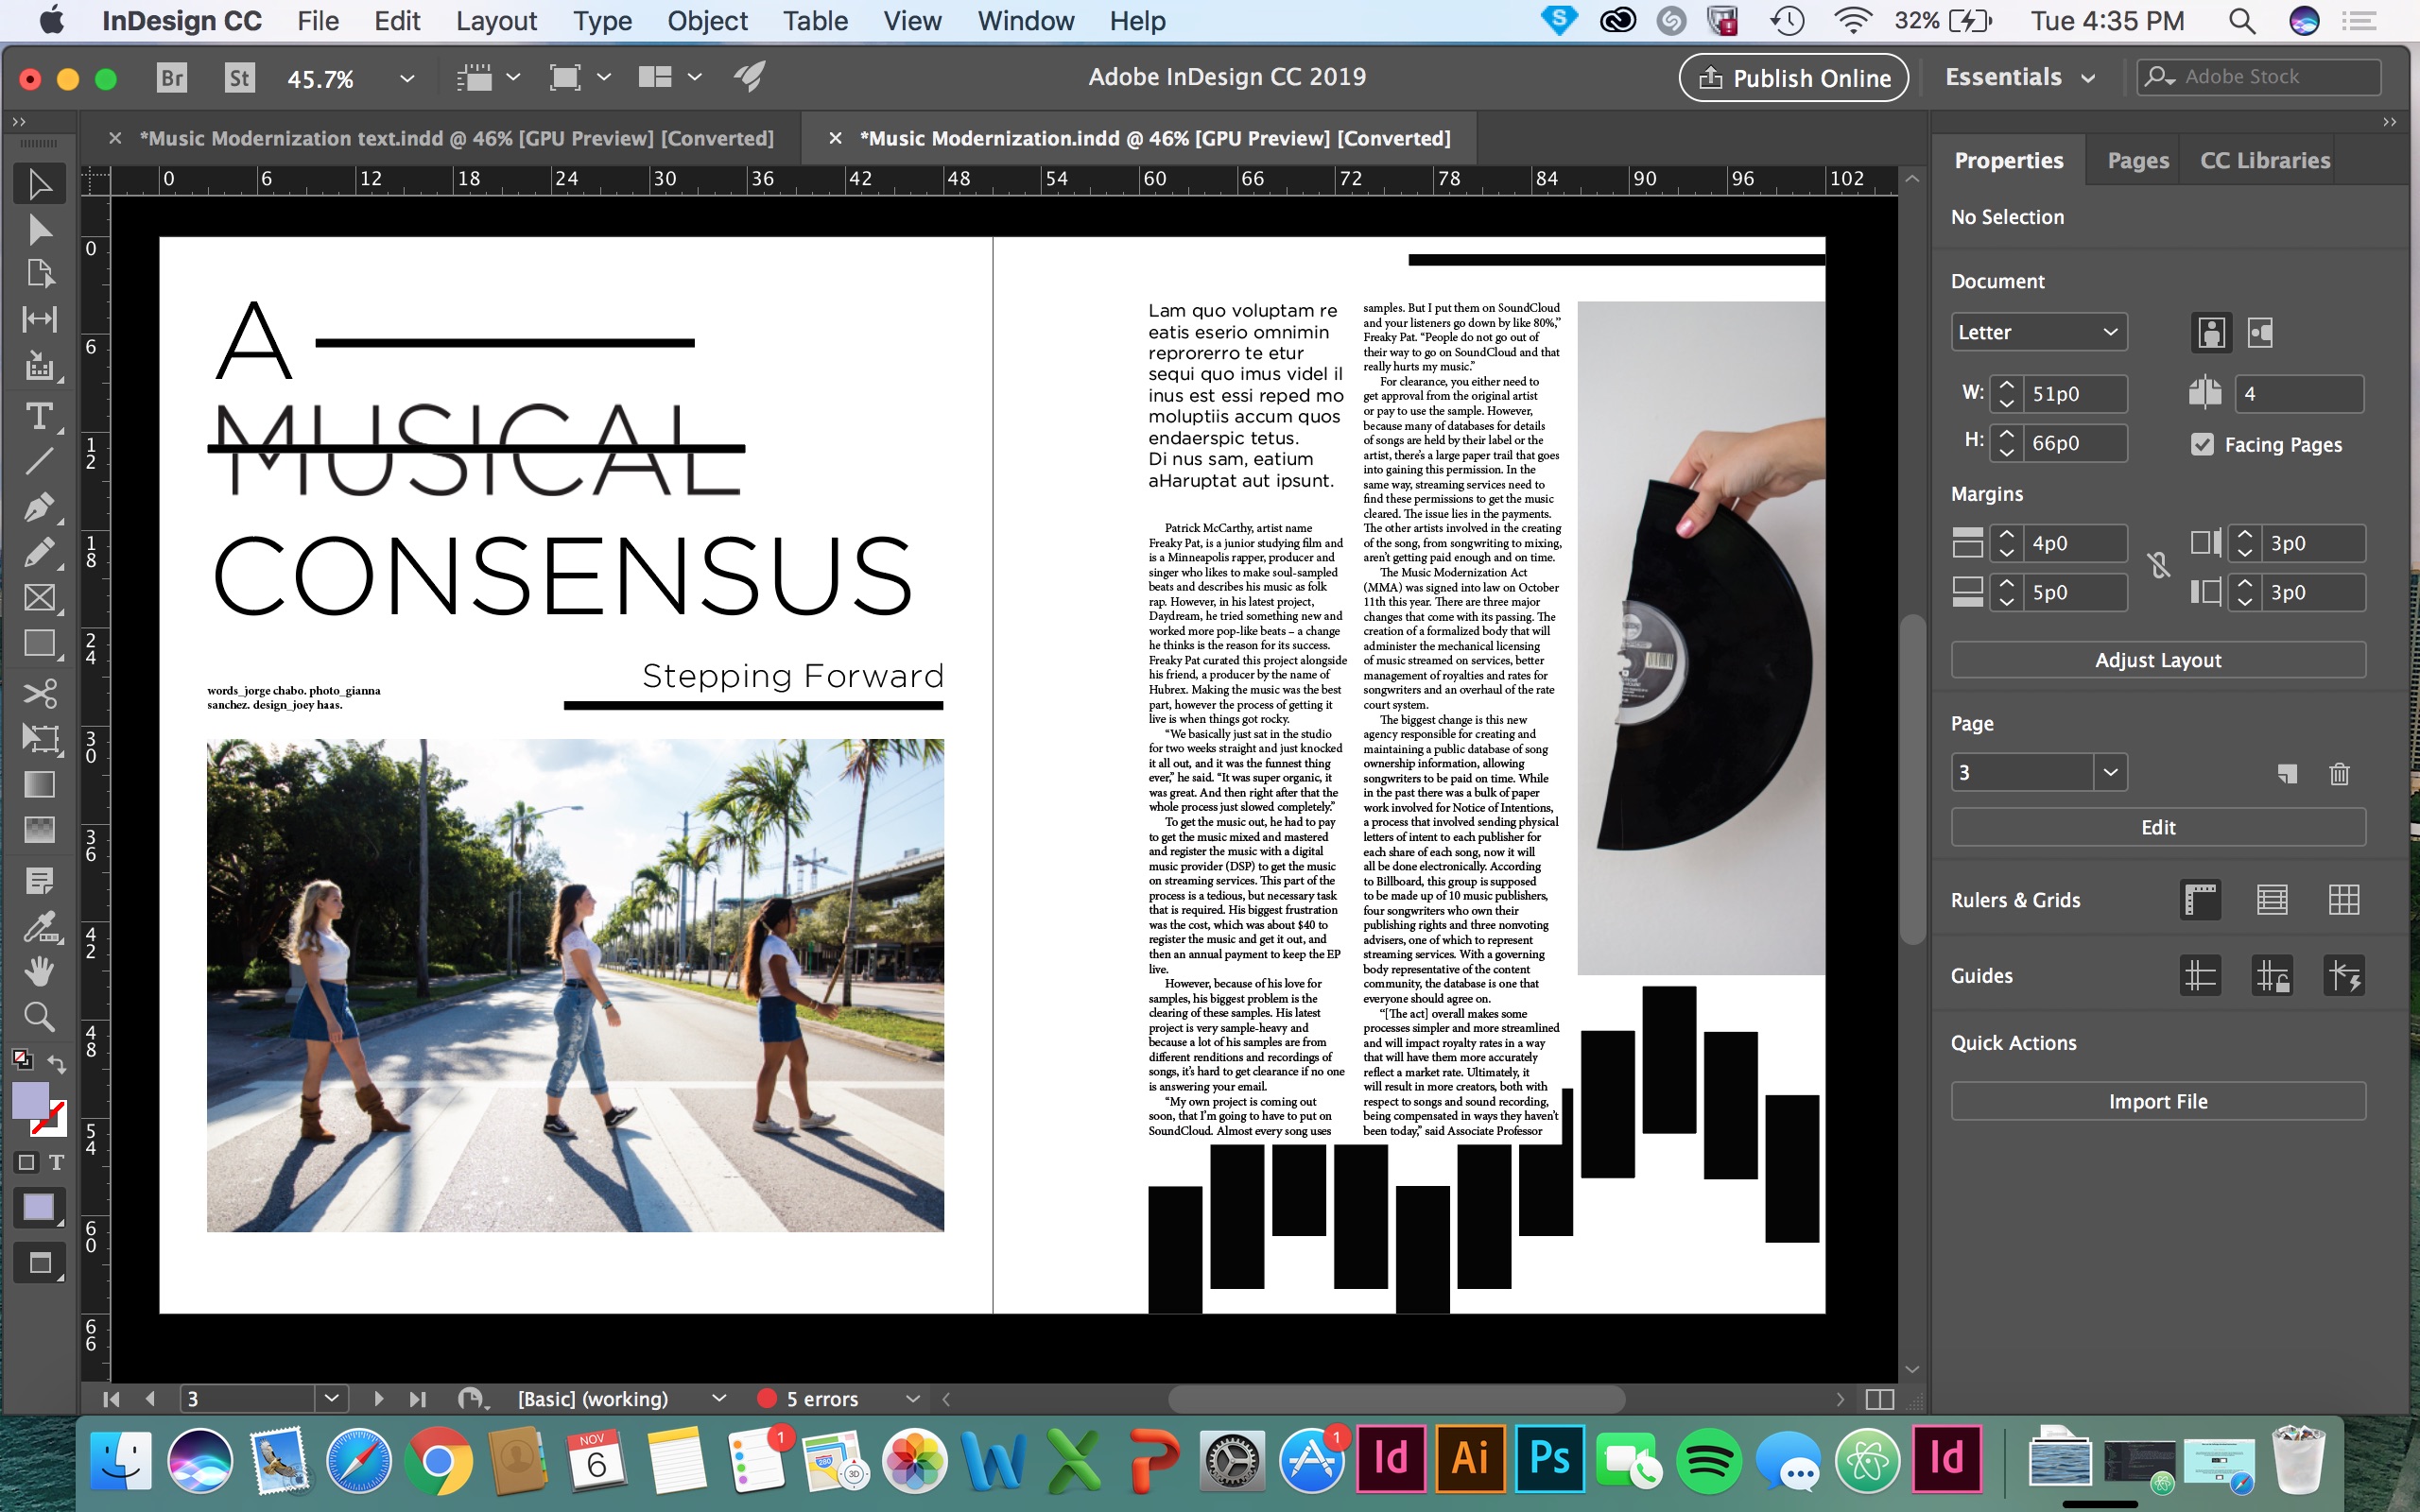 InDesign CC File Edit Layout Type Object Table View Window Help
32% Tue 4:35 PM
Br St 45.7%
Adobe InDesign CC 2019
Publish Online
Essentials
Adobe Stock
*Music Modernization text.indd @ 46% [GPU Preview] [Converted]
*Music Modernization.indd @ 46% [GPU Preview] [Converted]
0 6 12 18 24 30 36 42 48 54 60 66 72 78 84 90 96 102
0
6
12
18
24
30
36
42
48
54
60
66
A
MUSICAL
CONSENSUS
Stepping Forward
words_jorge chabo. photo_gianna
sanchez. design_joey haas.
Lam quo voluptam re
eatis eserio omnimin
reprorerro te etur
sequi quo imus videl il
inus est essi reped mo
moluptiis accum quos
endaerspic tetus.
Di nus sam, eatium
aHaruptat aut ipsunt.
Patrick McCarthy, artist name
Freaky Pat, is a junior studying film and
is a Minneapolis rapper, producer and
singer who likes to make soul-sampled
beats and describes his music as folk
rap. However, in his latest project,
Daydream, he tried something new and
worked more pop-like beats – a change
he thinks is the reason for its success.
Freaky Pat curated this project alongside
his friend, a producer by the name of
Hubrex. Making the music was the best
part, however the process of getting it
live is when things got rocky.
“We basically just sat in the studio
for two weeks straight and just knocked
it all out, and it was the funnest thing
ever,” he said. “It was super organic, it
was great. And then right after that the
whole process just slowed completely.”
To get the music out, he had to pay
to get the music mixed and mastered
and register the music with a digital
music provider (DSP) to get the music
on streaming services. This part of the
process is a tedious, but necessary task
that is required. His biggest frustration
was the cost, which was about $40 to
register the music and get it out, and
then an annual payment to keep the EP
live.
However, because of his love for
samples, his biggest problem is the
clearing of these samples. His latest
project is very sample-heavy and
because a lot of his samples are from
different renditions and recordings of
songs, it’s hard to get clearance if no one
is answering your email.
“My own project is coming out
soon, that I’m going to have to put on
SoundCloud. Almost every song uses
samples. But I put them on SoundCloud
and your listeners go down by like 80%,”
Freaky Pat. “People do not go out of
their way to go on SoundCloud and that
really hurts my music.”
For clearance, you either need to
get approval from the original artist
or pay to use the sample. However,
because many of databases for details
of songs are held by their label or the
artist, there’s a large paper trail that goes
into gaining this permission. In the
same way, streaming services need to
find these permissions to get the music
cleared. The issue lies in the payments.
The other artists involved in the creating
of the song, from songwriting to mixing,
aren’t getting paid enough and on time.
The Music Modernization Act
(MMA) was signed into law on October
11th this year. There are three major
changes that come with its passing. The
creation of a formalized body that will
administer the mechanical licensing
of music streamed on services, better
management of royalties and rates for
songwriters and an overhaul of the rate
court system.
The biggest change is this new
agency responsible for creating and
maintaining a public database of song
ownership information, allowing
songwriters to be paid on time. While
in the past there was a bulk of paper
work involved for Notice of Intentions,
a process that involved sending physical
letters of intent to each publisher for
each share of each song, now it will
all be done electronically. According
to Billboard, this group is supposed
to be made up of 10 music publishers,
four songwriters who own their
publishing rights and three nonvoting
advisers, one of which to represent
streaming services. With a governing
body representative of the content
community, the database is one that
everyone should agree on.
“[The act] overall makes some
processes simpler and more streamlined
and will impact royalty rates in a way
that will have them more accurately
reflect a market rate. Ultimately, it
will result in more creators, both with
respect to songs and sound recording,
being compensated in ways they haven’t
been today,” said Associate Professor
Properties Pages CC Libraries
No Selection
Document
Letter
W: 51p0 4
H: 66p0 Facing Pages
Margins
4p0 3p0
5p0 3p0
Adjust Layout
Page
3
Edit
Rulers & Grids
Guides
Quick Actions
Import File
3 [Basic] (working) 5 errors
NOV
6
1
280
3D
1
Id Ai Ps Id